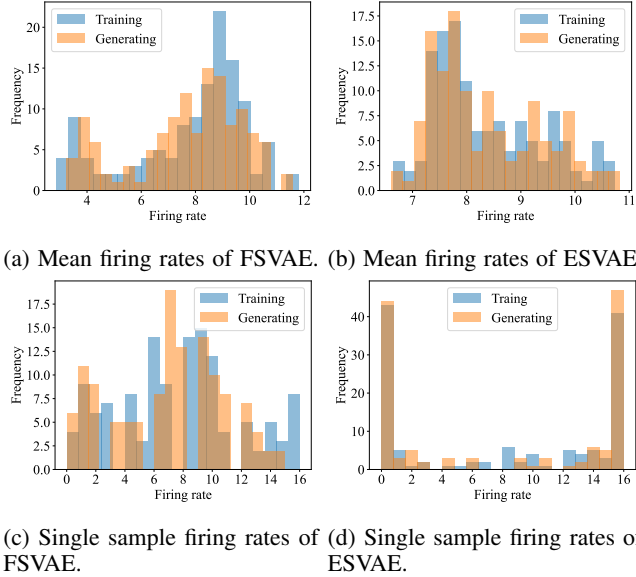 Training
Generating
20
15
10
5
0
Frequency
4
6
8
10
12
Firing rate
Training
Generating
17.5
15.0
12.5
10.0
7.5
5.0
2.5
0.0
Frequency
7
8
9
10
11
Firing rate
(a) Mean firing rates of FSVAE.
(b) Mean firing rates of ESVAE
Training
Generating
17.5
15.0
12.5
10.0
7.5
5.0
2.5
0.0
Frequency
0
2
4
6
8
10
12
14
16
Firing rate
Traing
Generating
40
30
20
10
0
Frequency
0
2
4
6
8
10
12
14
16
Firing rate
(c) Single sample firing rates of
FSVAE.
(d) Single sample firing rates of
ESVAE.